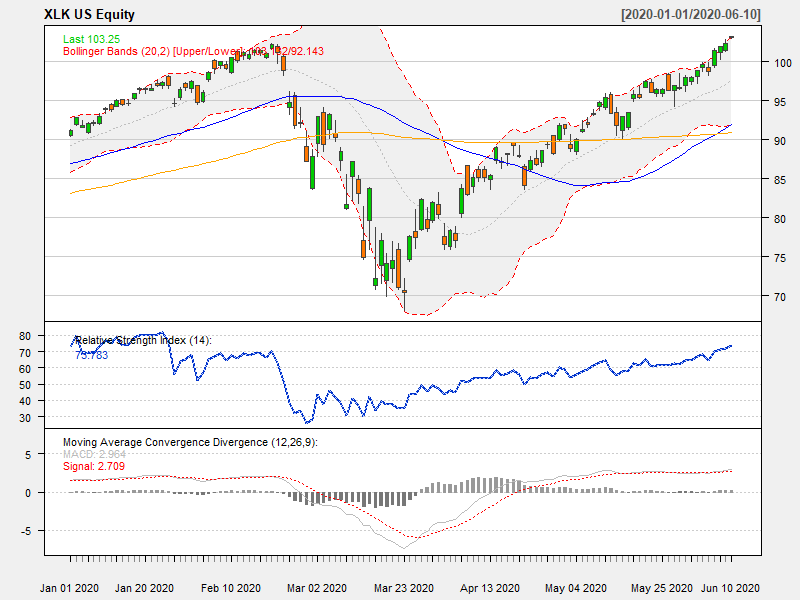 XLK US Equity [2020-01-01/2020-06-10]
Last 103.25
Bollinger Bands (20,2) [Upper/Lower]: 103. 2/92.143
100
95
90
85
80
75
70
Relative Strength Index (14):
73.783
80
70
60
50
40
30
Moving Average Convergence Divergence (12,26,9):
MACD: 2.964
Signal: 2.709
5
0
-5
Jan 01 2020 Jan 20 2020 Feb 10 2020 Mar 02 2020 Mar 23 2020 Apr 13 2020 May 04 2020 May 25 2020 Jun 10 2020